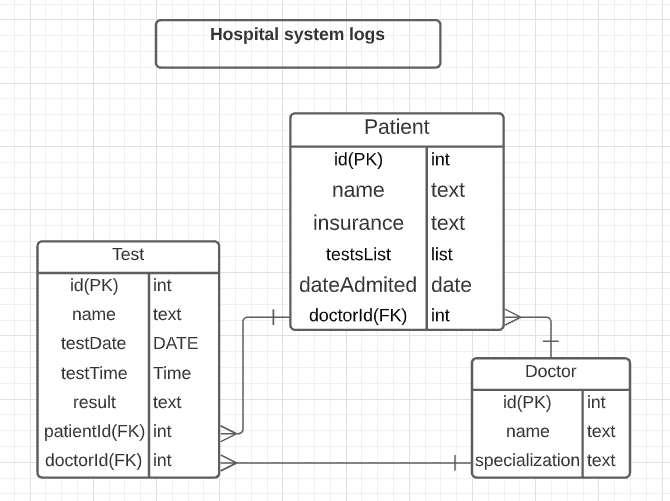 Hospital system logs
Patient
id(PK) int
name text
insurance text
testsList list
dateAdmited date
doctorId(FK) int
Test
id(PK) int
name text
testDate DATE
testTime Time
result text
patientId(FK) int
doctorId(FK) int
Doctor
id(PK) int
name text
specialization text